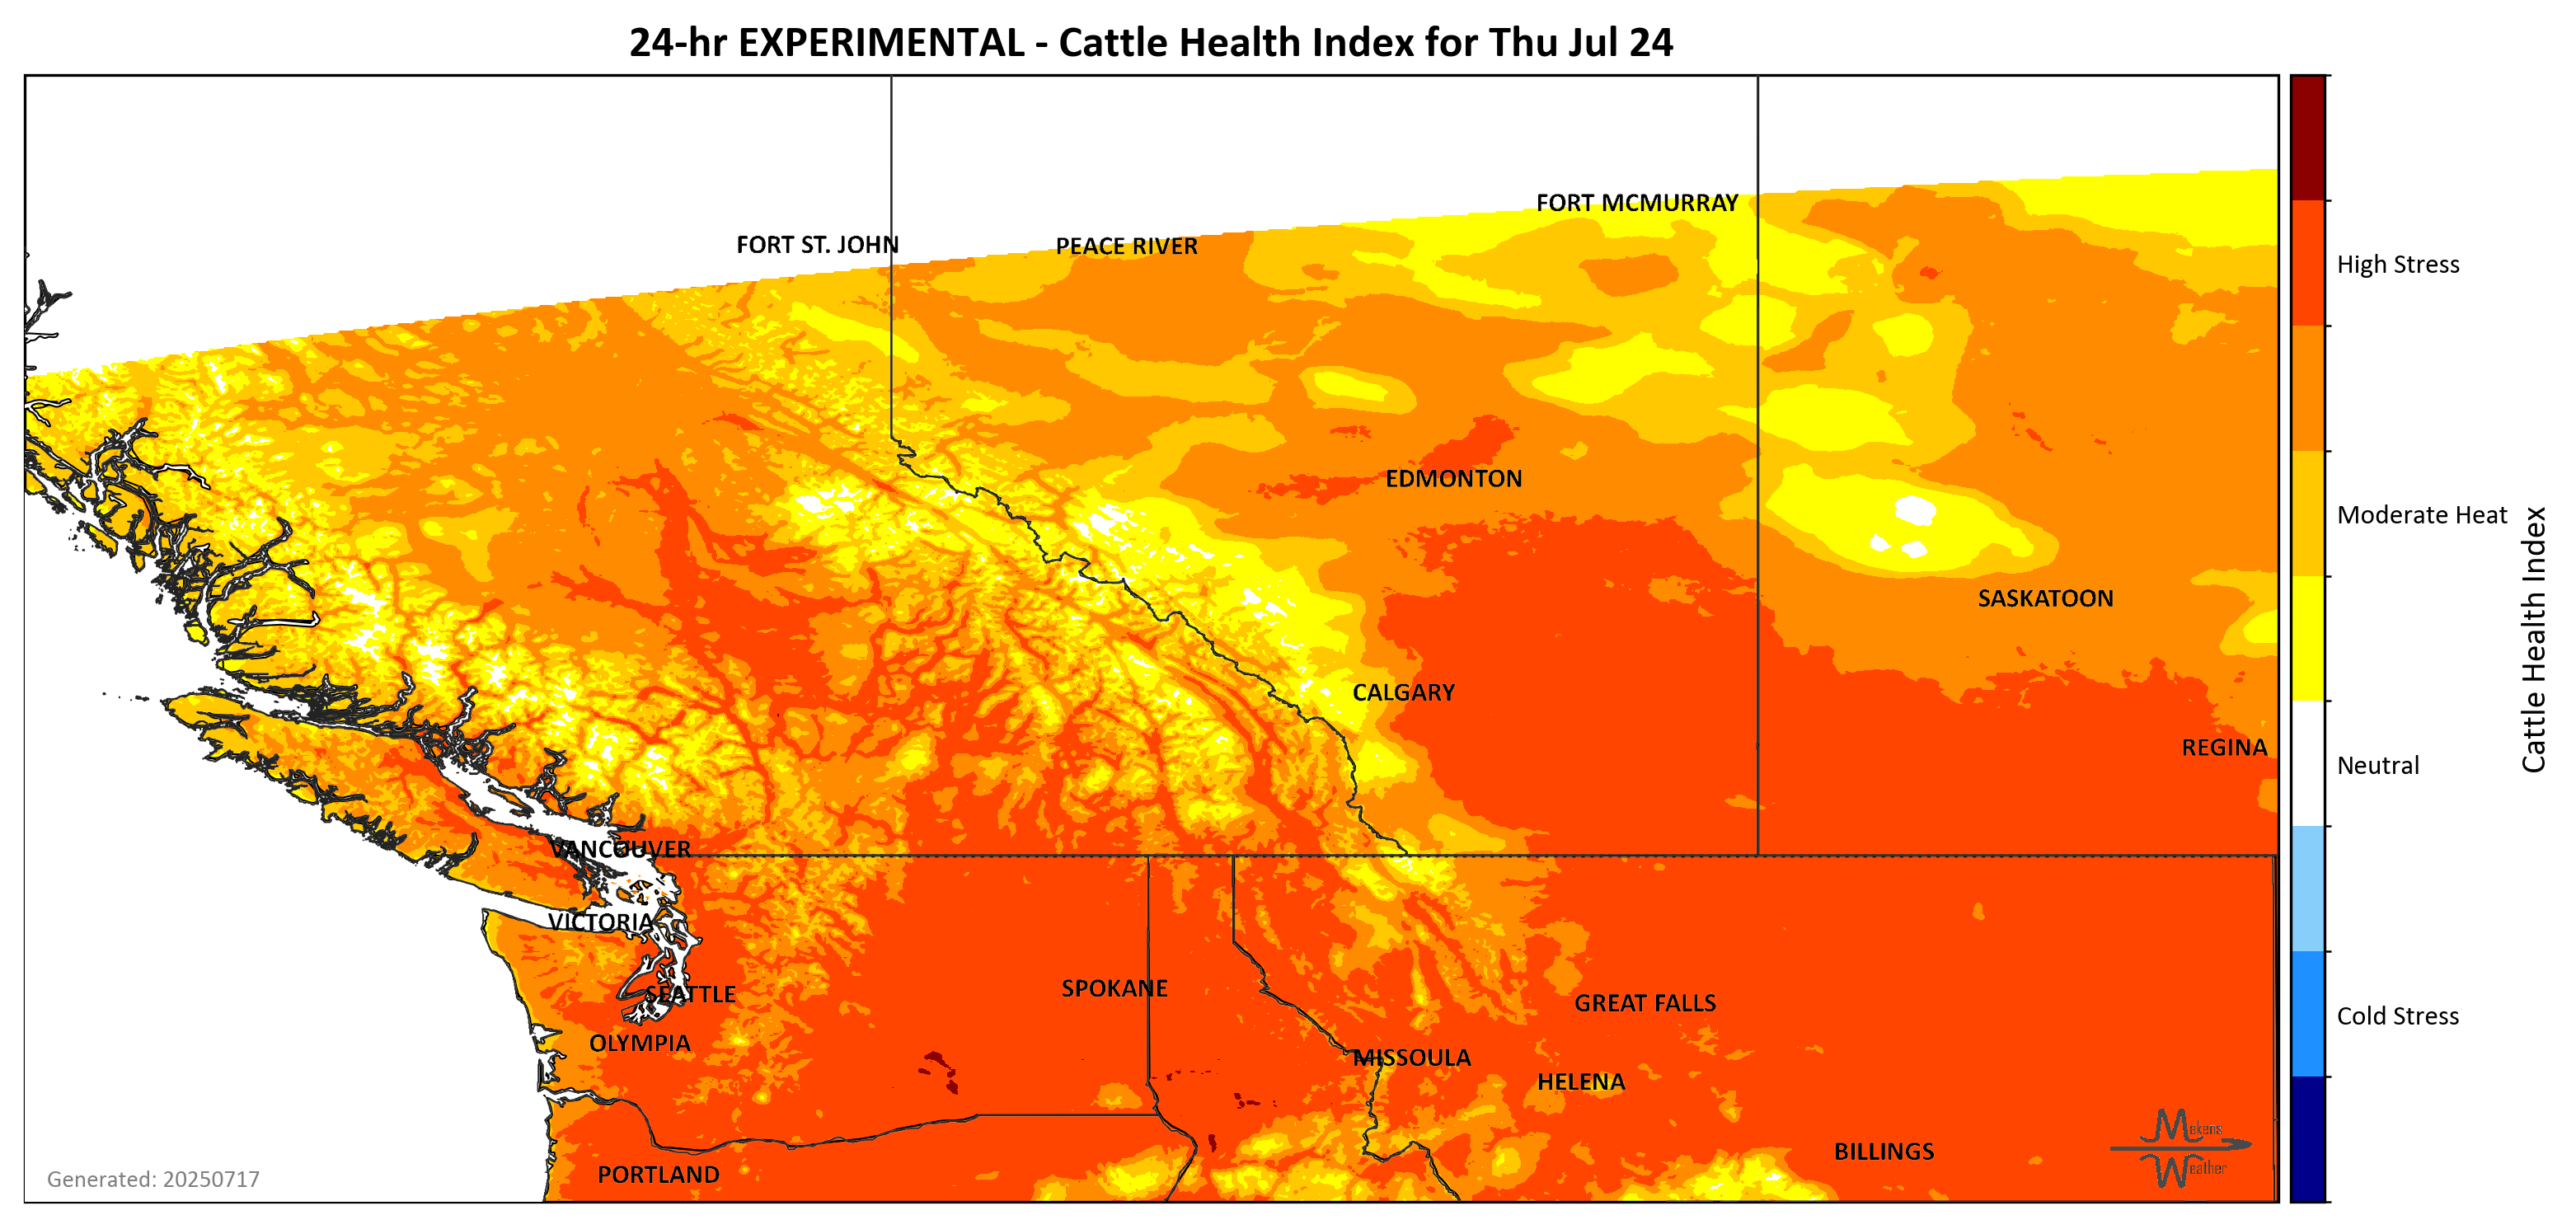 24-hr EXPERIMENTAL - Cattle Health Index for Thu Jul 24
FORT MCMURRAY
FORT ST. JOHN
PEACE RIVER
High Stress
EDMONTON
Moderate Heat
SASKATOON
CALGARY
REGINA
Neutral
Cattle Health Index
VANCOUVER
VICTORIA
SPOKANE
SEATTLE
GREAT FALLS
Cold Stress
OLYMPIA
MISSOULA
HELENA
BILLINGS
PORTLAND
Makens
Weather
Generated: 20250717